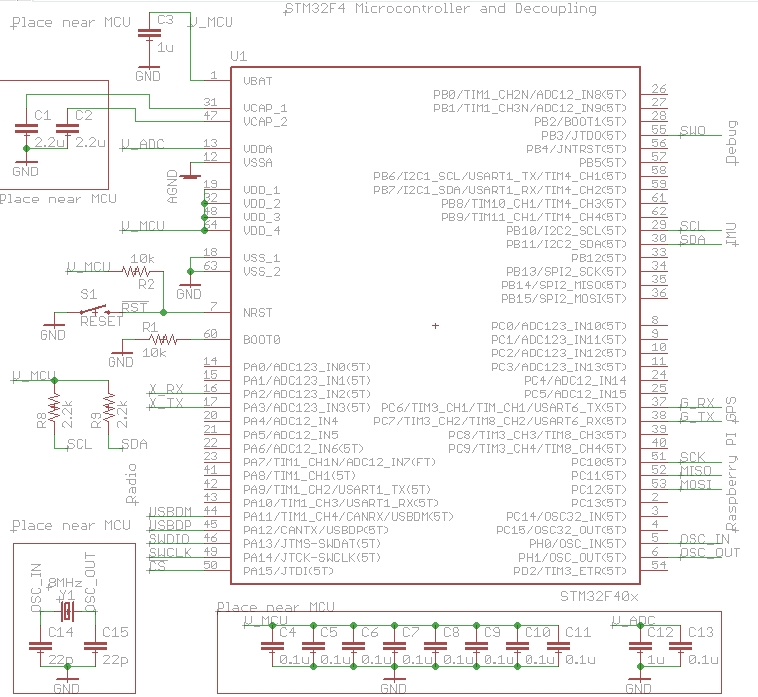 STM32F4 Microcontroller and Decoupling
Place near MCU
C3
V_MCU
1u
GND
U1
STM32F40x
1 VBAT
31 VCAP_1
47 VCAP_2
13 VDDA
12 VSSA
19 VDD_1
32 VDD_2
48 VDD_3
64 VDD_4
18 VSS_1
63 VSS_2
7 NRST
60 BOOT0
14 PA0/ADC123_IN0(5T)
15 PA1/ADC123_IN1(5T)
16 PA2/ADC123_IN2(5T)
17 PA3/ADC123_IN3(5T)
20 PA4/ADC12_IN4
21 PA5/ADC12_IN5
22 PA6/ADC12_IN6(5T)
23 PA7/TIM1_CH1N/ADC12_IN7(FT)
41 PA8/TIM1_CH1(5T)
42 PA9/TIM1_CH2/USART1_TX(5T)
43 PA10/TIM1_CH3/USART1_RX(5T)
44 PA11/TIM1_CH4/CANRX/USBDM(5T)
45 PA12/CANTX/USBDP(5T)
46 PA13/JTMS-SWDAT(5T)
49 PA14/JTCK-SWCLK(5T)
50 PA15/JTDI(5T)
PB0/TIM1_CH2N/ADC12_IN8(5T) 26
PB1/TIM1_CH3N/ADC12_IN9(5T) 27
PB2/BOOT1(5T) 28
PB3/JTDO(5T) 55 SWO
PB4/JNTRST(5T) 56
PB5(5T) 57
PB6/I2C1_SCL/USART1_TX/TIM4_CH1(5T) 58
PB7/I2C1_SDA/USART1_RX/TIM4_CH2(5T) 59
PB8/TIM10_CH1/TIM4_CH3(5T) 61
PB9/TIM11_CH1/TIM4_CH4(5T) 62
PB10/I2C2_SCL(5T) 29 SCL
PB11/I2C2_SDA(5T) 30 SDA
PB12(5T) 33
PB13/SPI2_SCK(5T) 34
PB14/SPI2_MISO(5T) 35
PB15/SPI2_MOSI(5T) 36
PC0/ADC123_IN10(5T) 8
PC1/ADC123_IN11(5T) 9
PC2/ADC123_IN12(5T) 10
PC3/ADC123_IN13(5T) 11
PC4/ADC12_IN14 24
PC5/ADC12_IN15 25
PC6/TIM3_CH1/TIM_CH1/USART6_TX(5T) 37 G_RX
PC7/TIM3_CH2/TIM8_CH2/USART6_RX(5T) 38 G_TX
PC8/TIM3_CH3/TIM8_CH3(5T) 39
PC9/TIM3_CH4/TIM8_CH4(5T) 40
PC10(5T) 51 SCK
PC11(5T) 52 MISO
PC12(5T) 53 MOSI
PC13(5T) 2
PC14/OSC32_IN(5T) 3
PC15/OSC32_OUT(5T) 4
PH0/OSC_IN(5T) 5 OSC_IN
PH1/OSC_OUT(5T) 6 OSC_OUT
PD2/TIM3_ETR(5T) 54
Debug
IMU
GPS
Raspberry PI
C1 C2
2.2u 2.2u
GND
Place near MCU
V_ADC
AGND
V_MCU
GND
V_MCU
10k
R2
S1
RST
RESET
GND
R1
10k
GND
V_MCU
R8
2.2k
R9
2.2k
SCL SDA
X_RX
X_TX
Radio
USBDM
USBDP
SWDIO
SWCLK
CS
Place near MCU
OSC_IN
OSC_OUT
8MHz
Y1
C14 C15
22p 22p
GND
Place near MCU
V_MCU V_ADC
C4 C5 C6 C7 C8 C9 C10 C11 C12 C13
0.1u 0.1u 0.1u 0.1u 0.1u 0.1u 0.1u 0.1u 1u 0.1u
GND GND